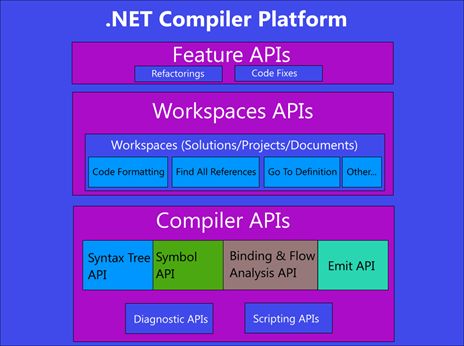 .NET Compiler Platform
Feature APIs
Refactorings
Code Fixes
Workspaces APIs
Workspaces (Solutions/Projects/Documents)
Code Formatting
Find All References
Go To Definition
Other...
Compiler APIs
Syntax Tree
API
Symbol
API
Binding & Flow
Analysis API
Emit API
Diagnostic APIs
Scripting APIs